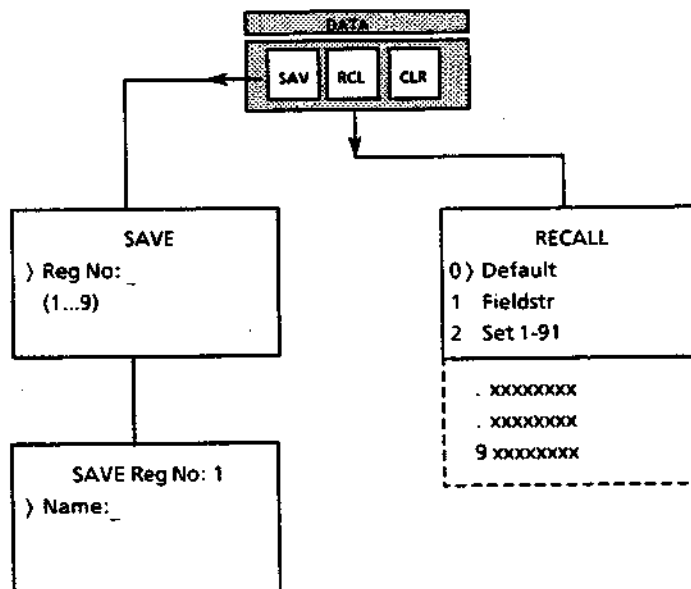 DATA
SAV RCL CLR
SAVE
⟩ Reg No: _
(1...9)
SAVE Reg No: 1
⟩ Name:_
RECALL
0⟩ Default
1 Fieldstr
2 Set 1-91
. xxxxxxxx
. xxxxxxxx
9 xxxxxxxx